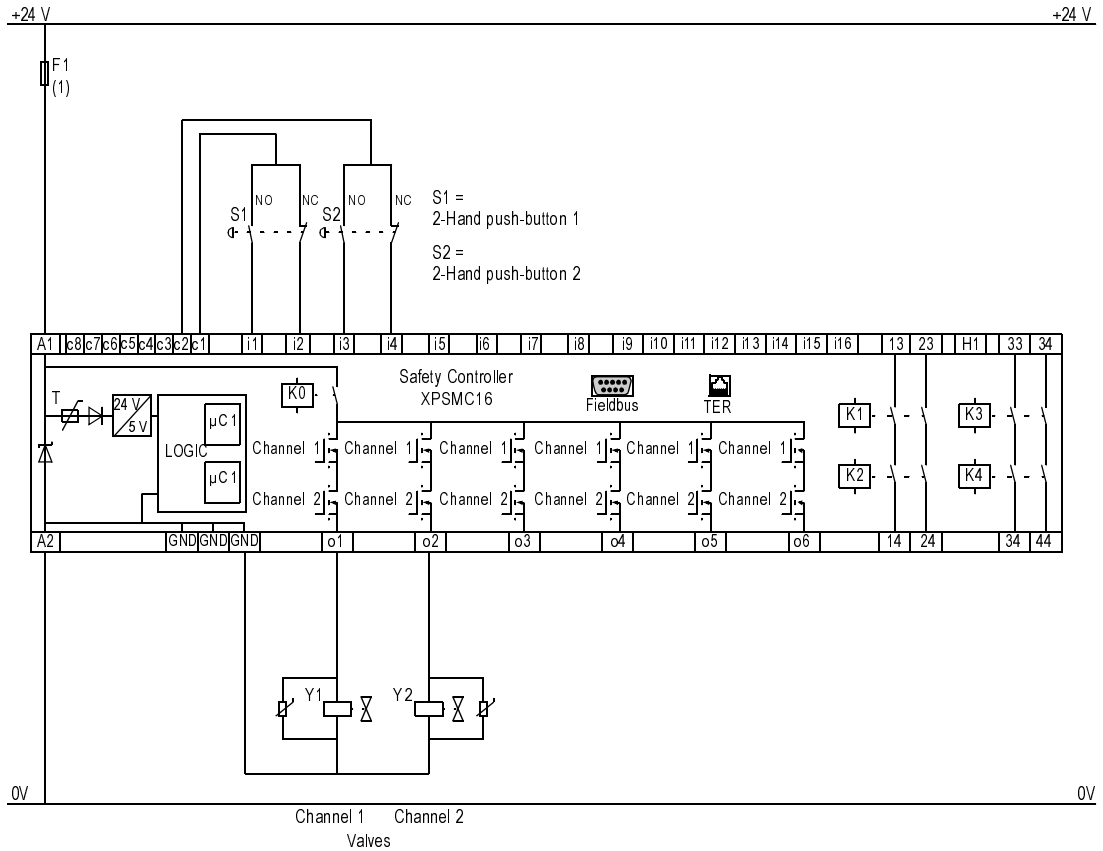 +24 V +24 V
F1
(1)
NO NC NO NC
S1 S2
S1 =
2-Hand push-button 1
S2 =
2-Hand push-button 2
A1 c8 c7 c6 c5 c4 c3 c2 c1 i1 i2 i3 i4 i5 i6 i7 i8 i9 i10 i11 i12 i13 i14 i15 i16 13 23 H1 33 34
Safety Controller
XPSMC16
K0
Fieldbus
TER
T
24 V
5 V
LOGIC
µC1
µC1
K1 K3
K2 K4
Channel 1 Channel 1 Channel 1 Channel 1 Channel 1 Channel 1
Channel 2 Channel 2 Channel 2 Channel 2 Channel 2 Channel 2
A2 GND GND GND o1 o2 o3 o4 o5 o6 14 24 34 44
Y1 Y2
0V 0V
Channel 1 Channel 2
Valves